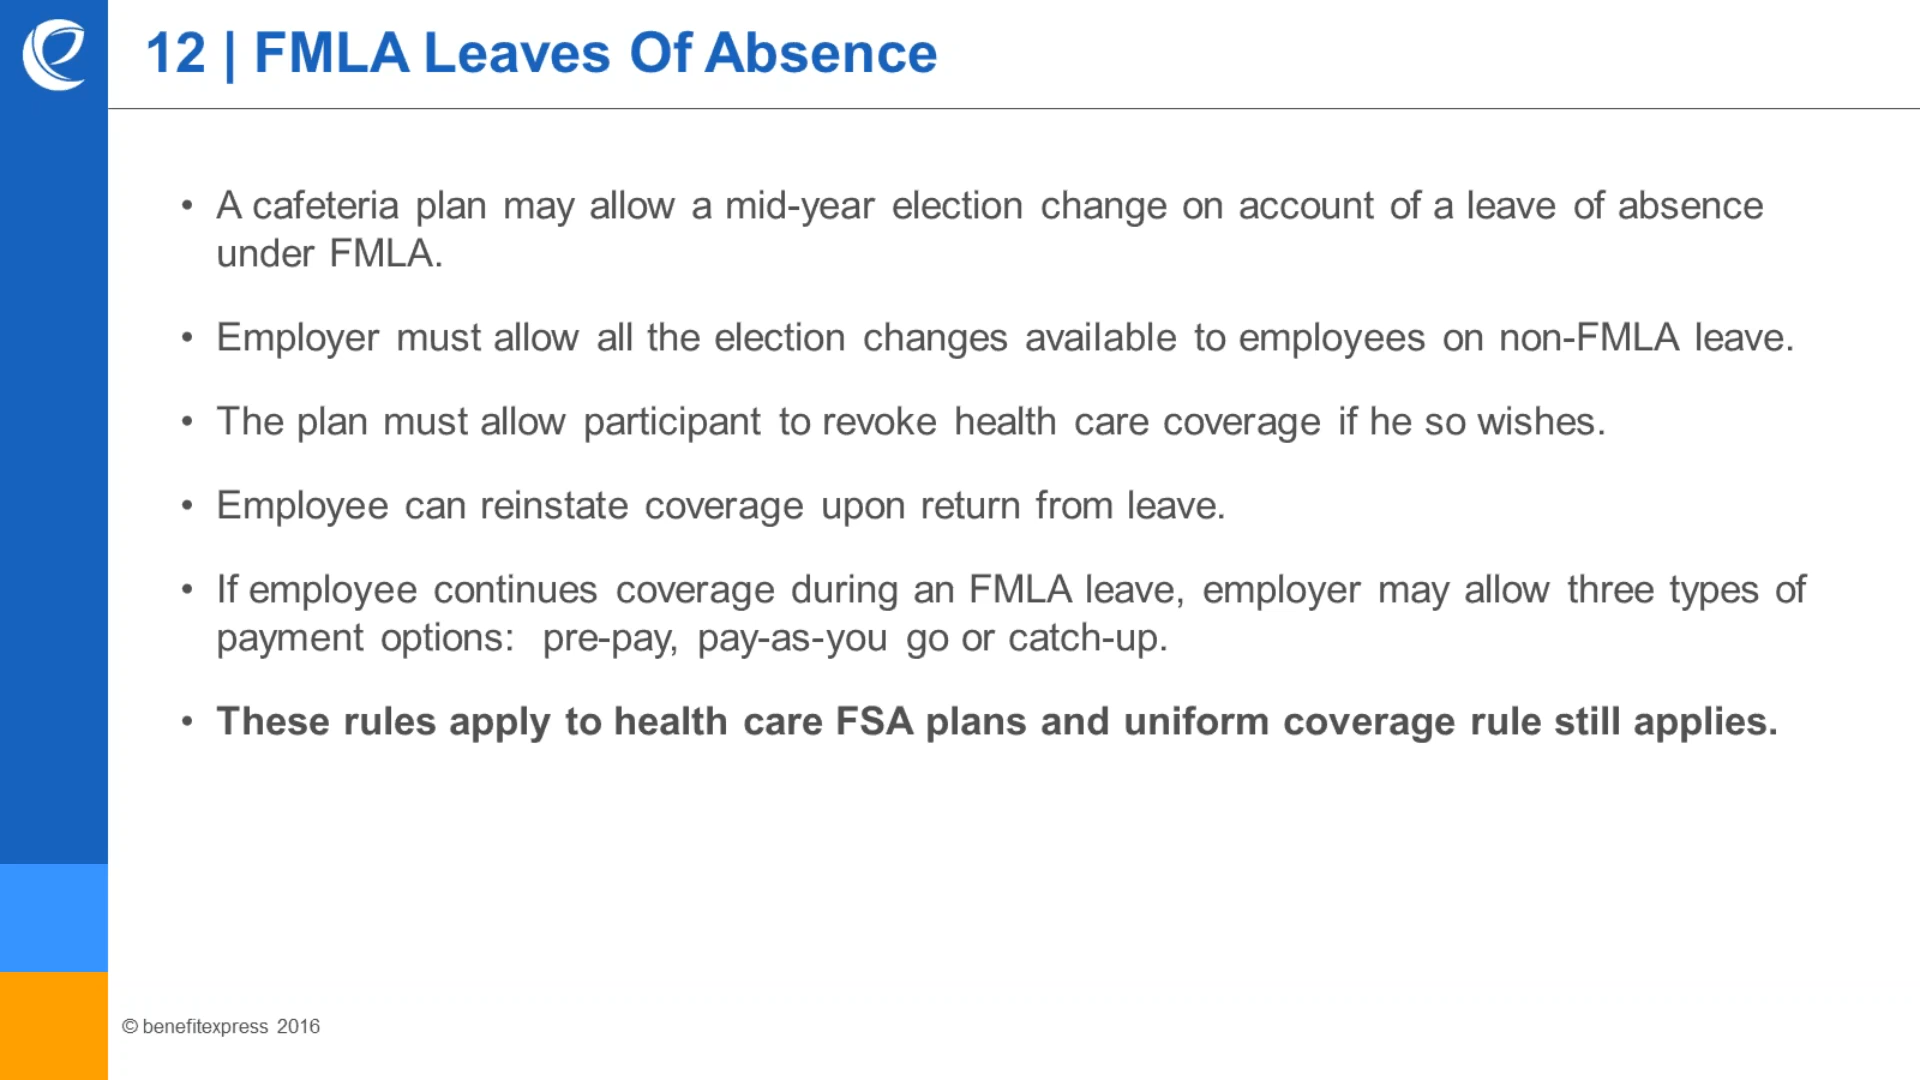 12 | FMLA Leaves Of Absence
• A cafeteria plan may allow a mid-year election change on account of a leave of absence
under FMLA.
• Employer must allow all the election changes available to employees on non-FMLA leave.
• The plan must allow participant to revoke health care coverage if he so wishes.
• Employee can reinstate coverage upon return from leave.
• If employee continues coverage during an FMLA leave, employer may allow three types of
payment options: pre-pay, pay-as-you go or catch-up.
• These rules apply to health care FSA plans and uniform coverage rule still applies.
© benefitexpress 2016